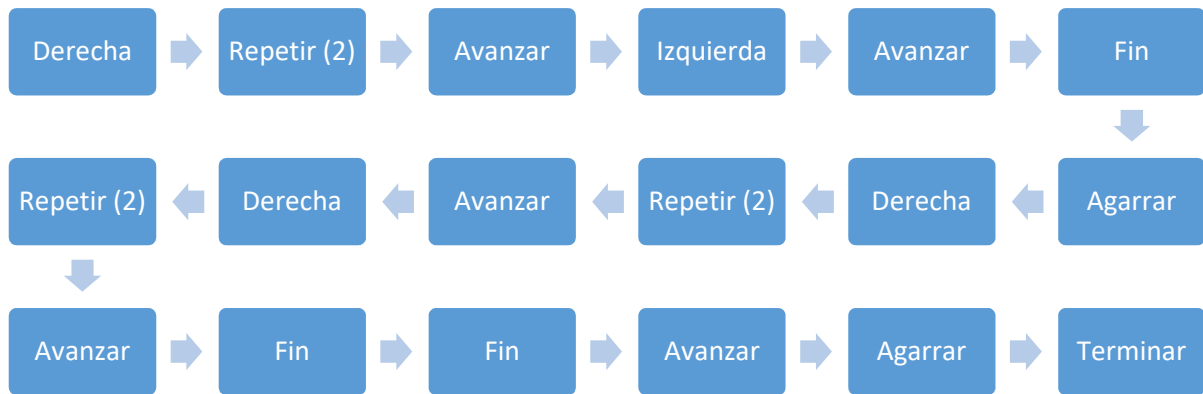 Derecha
Repetir (2)
Avanzar
Izquierda
Avanzar
Fin
Agarrar
Derecha
Repetir (2)
Avanzar
Derecha
Repetir (2)
Avanzar
Fin
Fin
Avanzar
Agarrar
Terminar